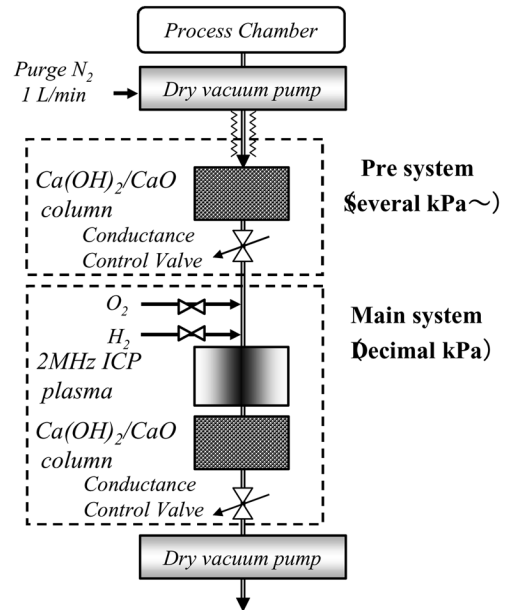 Process Chamber
Purge N₂
1 L/min
Dry vacuum pump
Ca(OH)₂/CaO
column
Pre system
(Several kPa～)
Conductance
Control Valve
O₂
H₂
Main system
(Decimal kPa)
2MHz ICP
plasma
Ca(OH)₂/CaO
column
Conductance
Control Valve
Dry vacuum pump